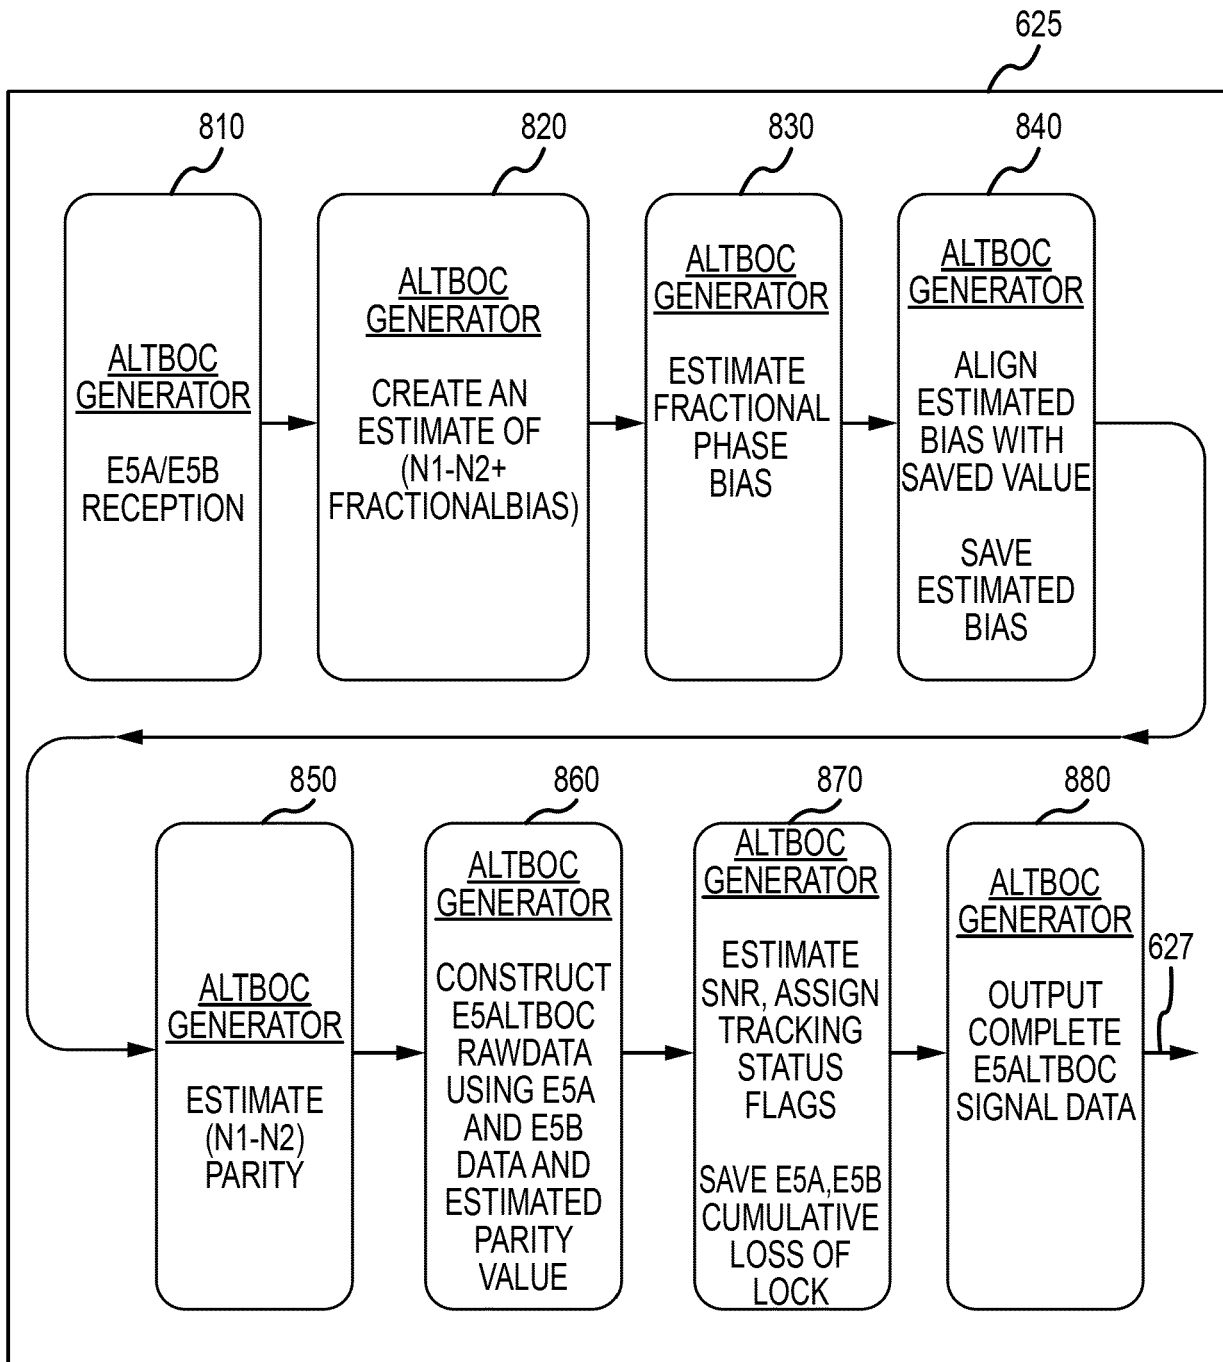 625
810
820
830
840
ALTBOC
GENERATOR
E5A/E5B
RECEPTION
ALTBOC
GENERATOR
CREATE AN
ESTIMATE OF
(N1-N2+
FRACTIONALBIAS)
ALTBOC
GENERATOR
ESTIMATE
FRACTIONAL
PHASE
BIAS
ALTBOC
GENERATOR
ALIGN
ESTIMATED
BIAS WITH
SAVED VALUE
SAVE
ESTIMATED
BIAS
850
860
870
880
ALTBOC
GENERATOR
ESTIMATE
(N1-N2)
PARITY
ALTBOC
GENERATOR
CONSTRUCT
E5ALTBOC
RAWDATA
USING E5A
AND E5B
DATA AND
ESTIMATED
PARITY
VALUE
ALTBOC
GENERATOR
ESTIMATE
SNR, ASSIGN
TRACKING
STATUS
FLAGS
SAVE E5A,E5B
CUMULATIVE
LOSS OF
LOCK
ALTBOC
GENERATOR
OUTPUT
COMPLETE
E5ALTBOC
SIGNAL DATA
627